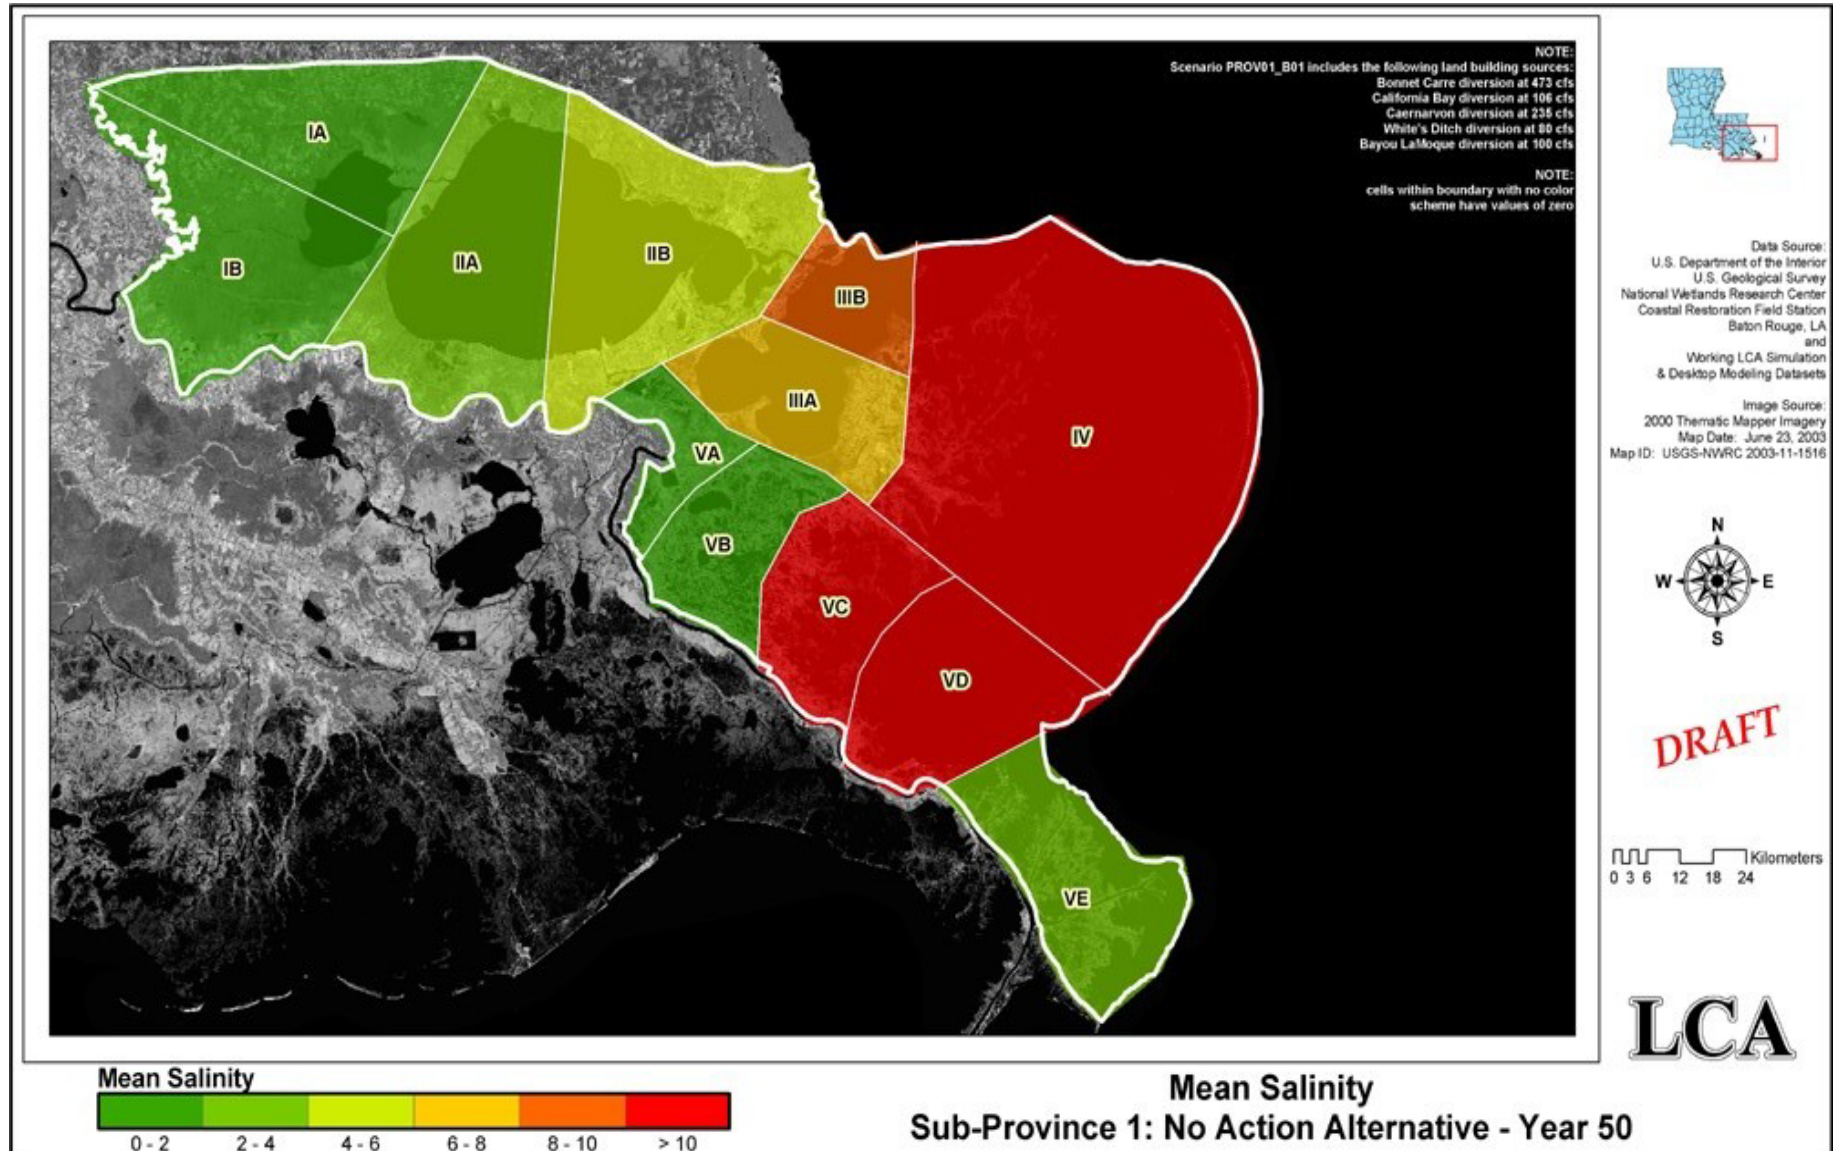 NOTE:
Scenario PROV01_B01 includes the following land building sources:
Bonnet Carre diversion at 473 cfs
California Bay diversion at 106 cfs
Caernarvon diversion at 235 cfs
White's Ditch diversion at 80 cfs
Bayou LaMoque diversion at 100 cfs
NOTE:
cells within boundary with no color
scheme have values of zero
IA
IB
IIA
IIB
IIIB
IIIA
IV
VA
VB
VC
VD
VE
Data Source:
U.S. Department of the Interior
U.S. Geological Survey
National Wetlands Research Center
Coastal Restoration Field Station
Baton Rouge, LA
and
Working LCA Simulation
& Desktop Modeling Datasets
Image Source:
2000 Thematic Mapper Imagery
Map Date: June 23, 2003
Map ID: USGS-NWRC 2003-11-1516
N
W E
S
DRAFT
Kilometers
0 3 6 12 18 24
LCA
Mean Salinity
0 - 2 2 - 4 4 - 6 6 - 8 8 - 10 > 10
Mean Salinity
Sub-Province 1: No Action Alternative - Year 50